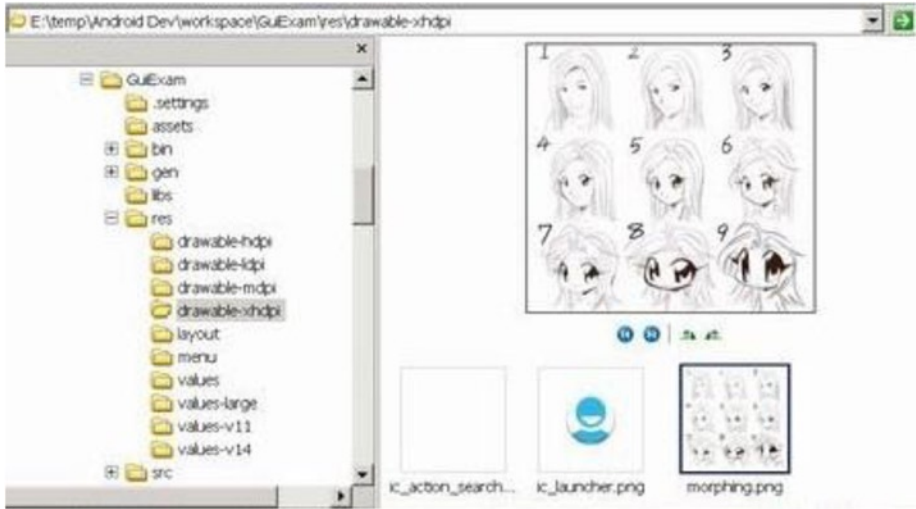 E:\temp\Android Dev\workspace\GuiExam\res\drawable-xhdpi
GuiExam
.settings
assets
bin
gen
libs
res
drawable-hdpi
drawable-ldpi
drawable-mdpi
drawable-xhdpi
layout
menu
values
values-large
values-v11
values-v14
src
1 2 3
4 5 6
7 8 9
ic_action_search...
ic_launcher.png
morphing.png